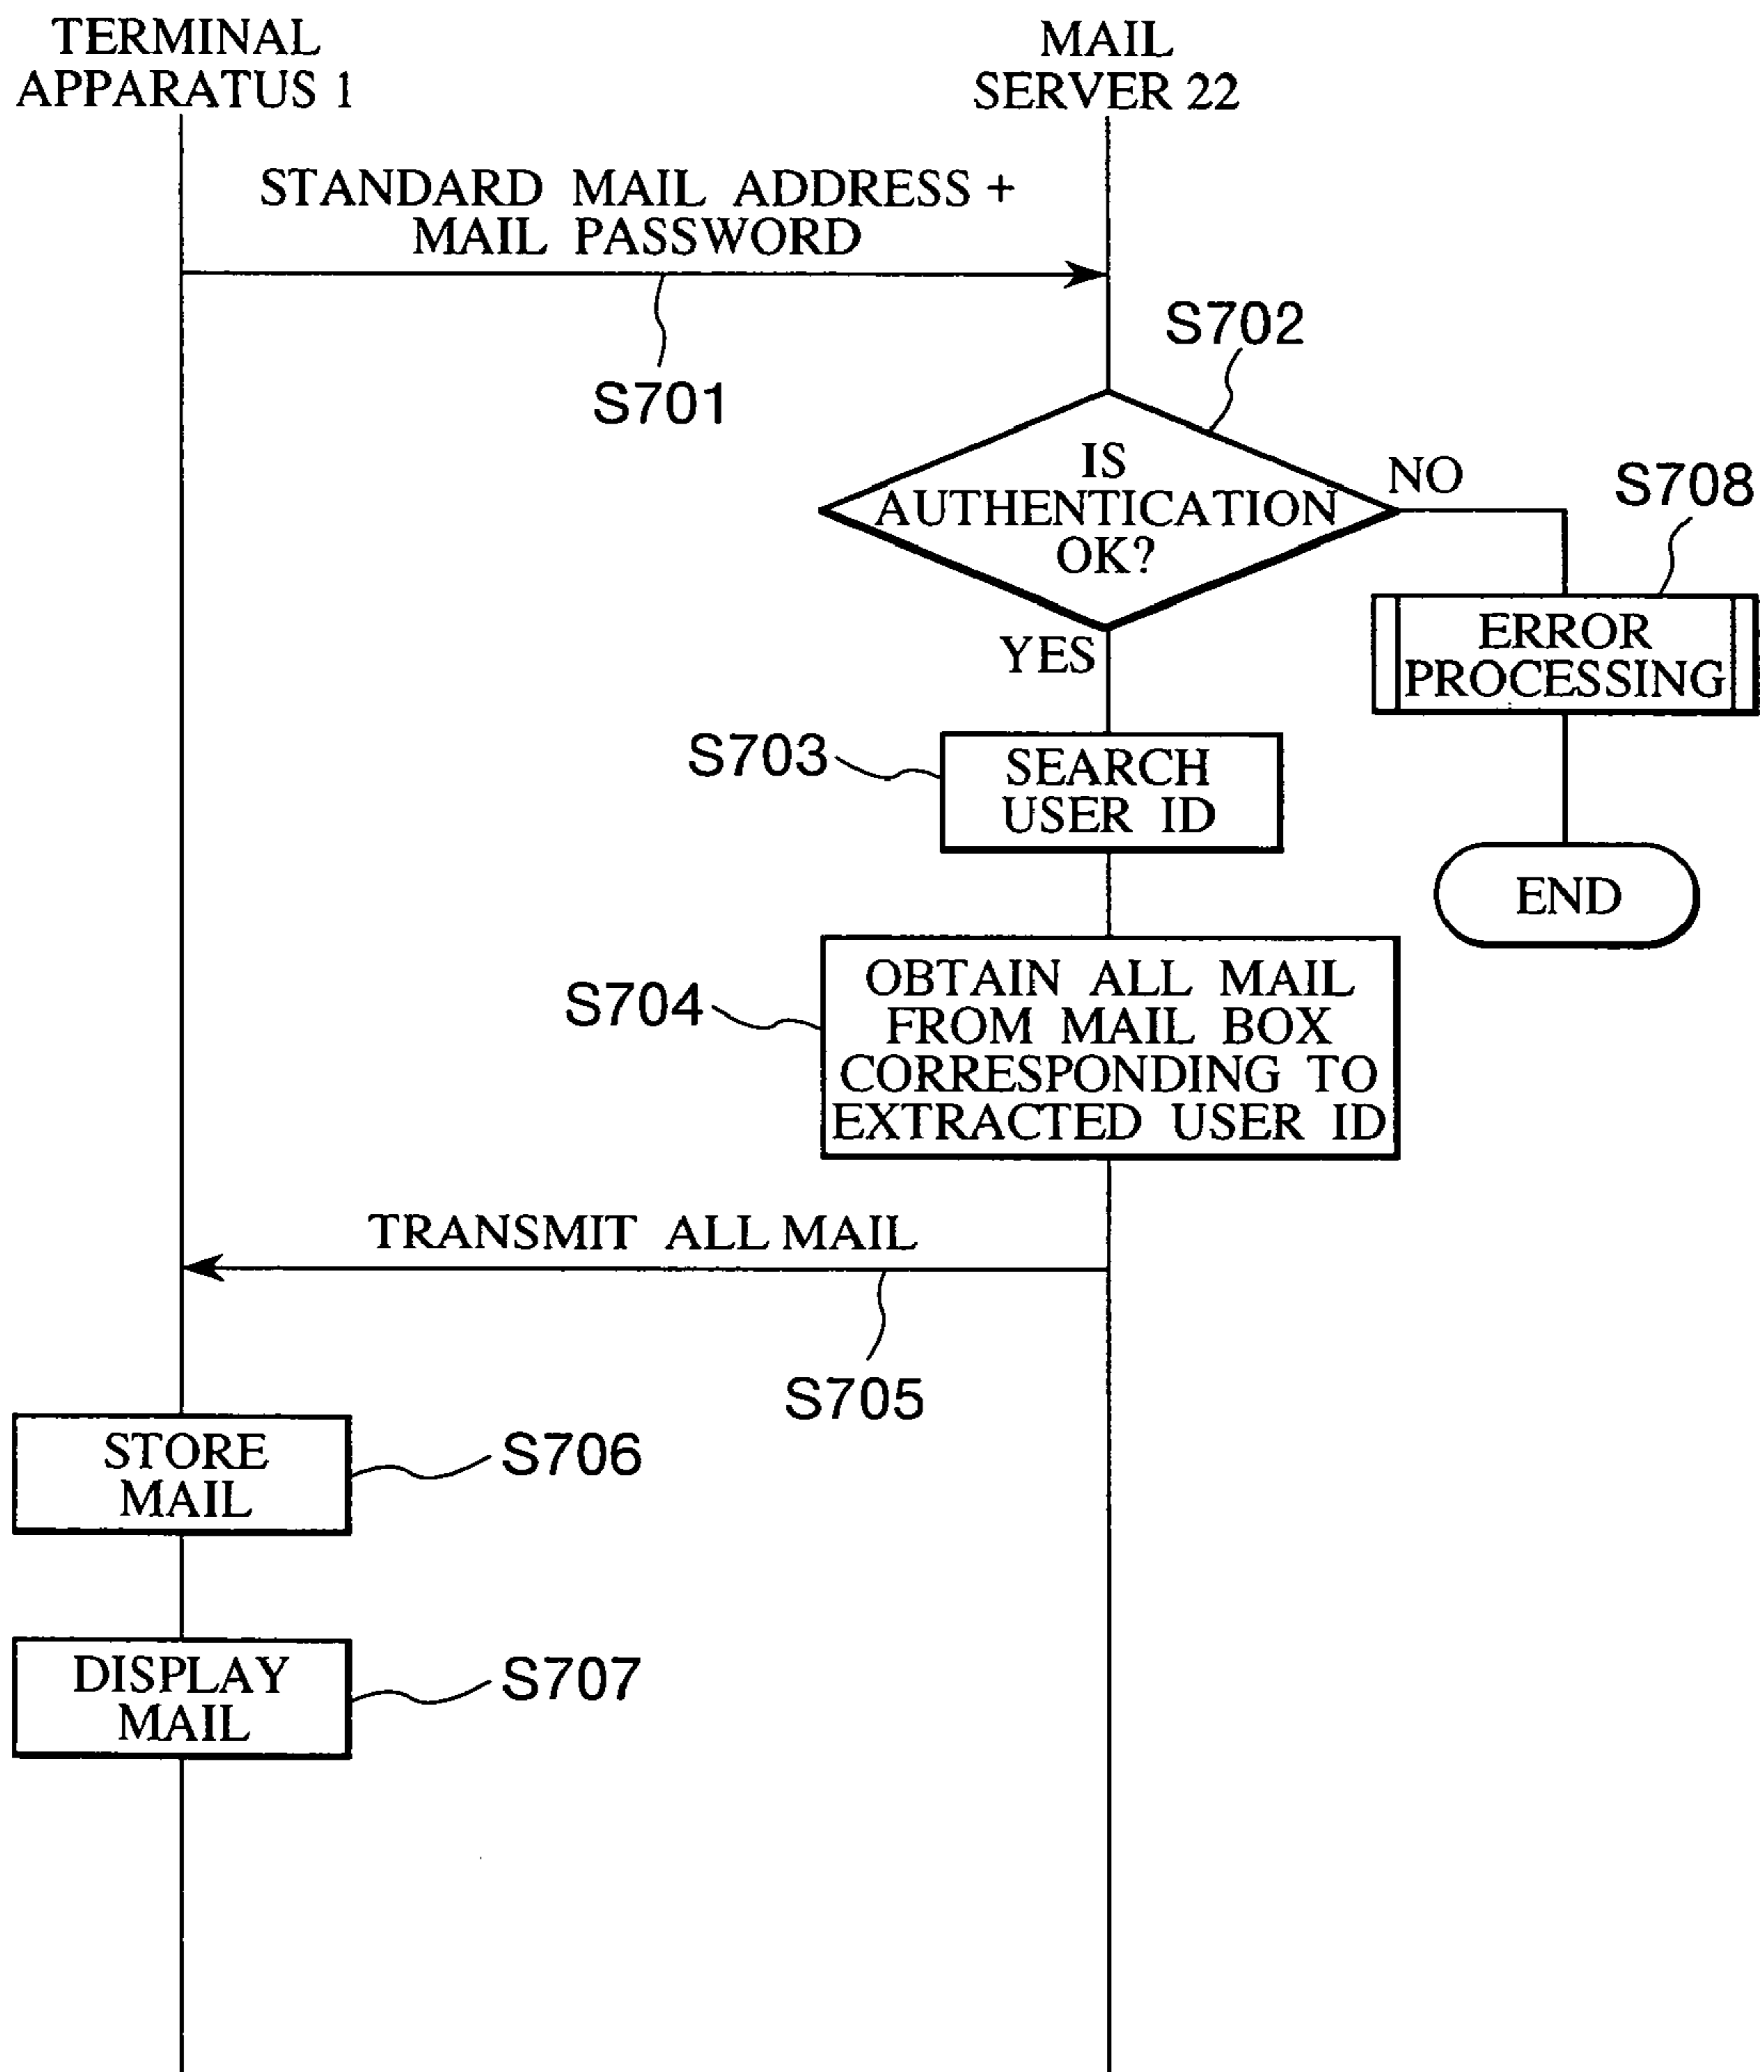 TERMINAL
APPARATUS 1
MAIL
SERVER 22
STANDARD MAIL ADDRESS +
MAIL PASSWORD
S701
S702
IS
AUTHENTICATION
OK?
NO
S708
ERROR
PROCESSING
YES
S703
SEARCH
USER ID
END
S704
OBTAIN ALL MAIL
FROM MAIL BOX
CORRESPONDING TO
EXTRACTED USER ID
TRANSMIT ALL MAIL
S705
STORE
MAIL
S706
DISPLAY
MAIL
S707